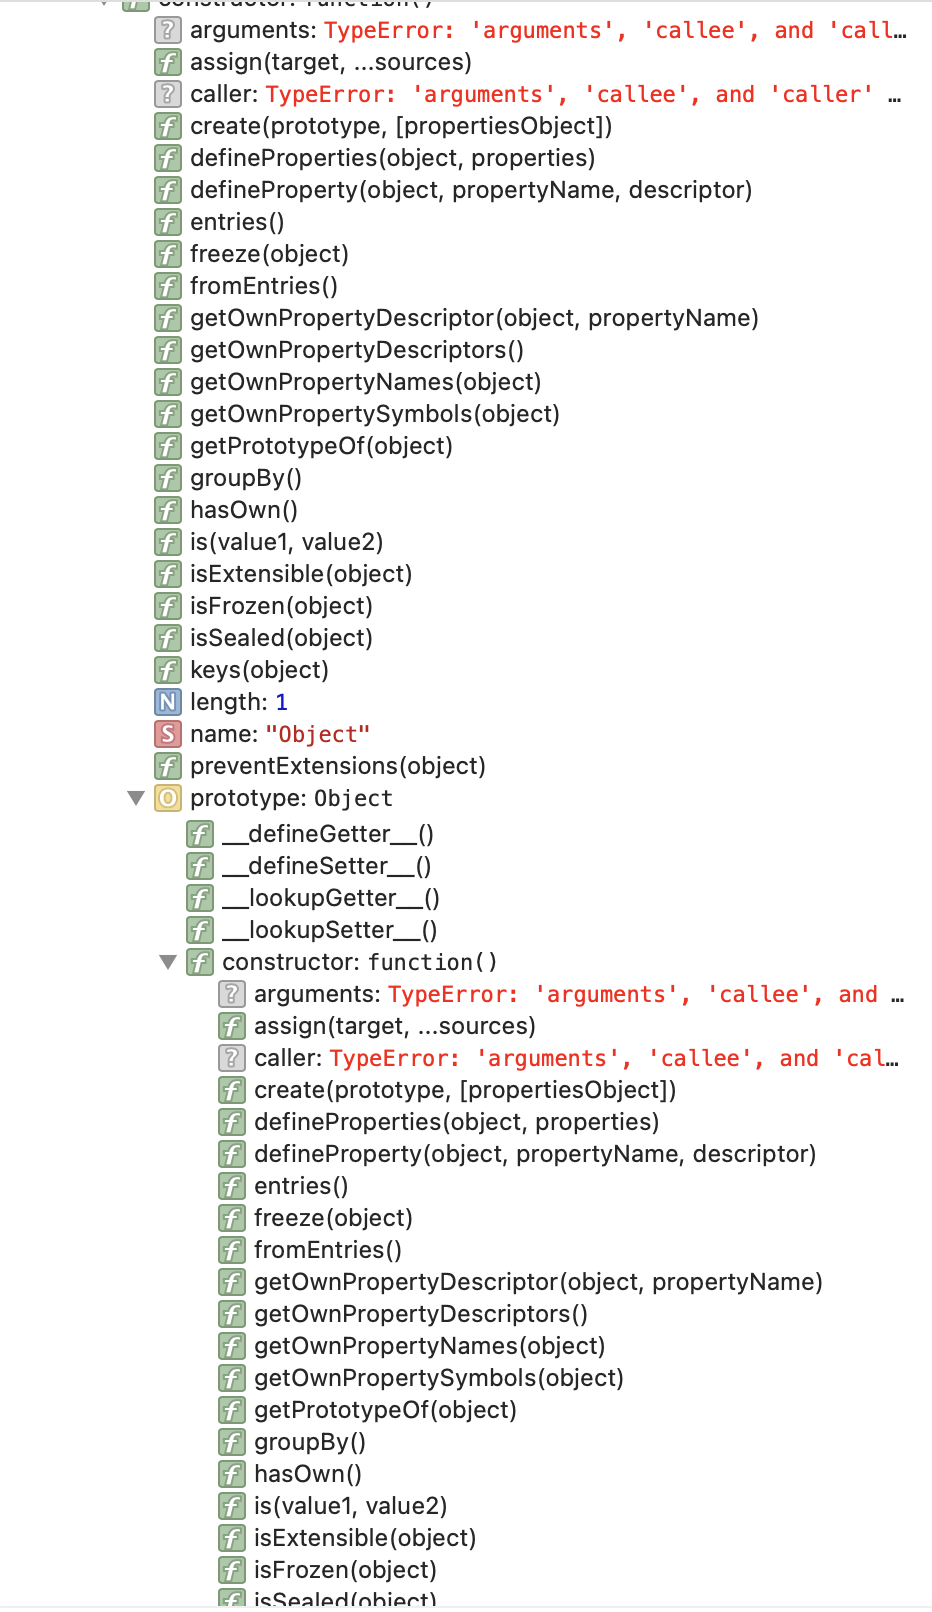 constructor: function()
? arguments: TypeError: 'arguments', 'callee', and 'call…
f assign(target, ...sources)
? caller: TypeError: 'arguments', 'callee', and 'caller' …
f create(prototype, [propertiesObject])
f defineProperties(object, properties)
f defineProperty(object, propertyName, descriptor)
f entries()
f freeze(object)
f fromEntries()
f getOwnPropertyDescriptor(object, propertyName)
f getOwnPropertyDescriptors()
f getOwnPropertyNames(object)
f getOwnPropertySymbols(object)
f getPrototypeOf(object)
f groupBy()
f hasOwn()
f is(value1, value2)
f isExtensible(object)
f isFrozen(object)
f isSealed(object)
f keys(object)
N length: 1
S name: "Object"
f preventExtensions(object)
O prototype: Object
f __defineGetter__()
f __defineSetter__()
f __lookupGetter__()
f __lookupSetter__()
f constructor: function()
? arguments: TypeError: 'arguments', 'callee', and …
f assign(target, ...sources)
? caller: TypeError: 'arguments', 'callee', and 'cal…
f create(prototype, [propertiesObject])
f defineProperties(object, properties)
f defineProperty(object, propertyName, descriptor)
f entries()
f freeze(object)
f fromEntries()
f getOwnPropertyDescriptor(object, propertyName)
f getOwnPropertyDescriptors()
f getOwnPropertyNames(object)
f getOwnPropertySymbols(object)
f getPrototypeOf(object)
f groupBy()
f hasOwn()
f is(value1, value2)
f isExtensible(object)
f isFrozen(object)
f isSealed(object)